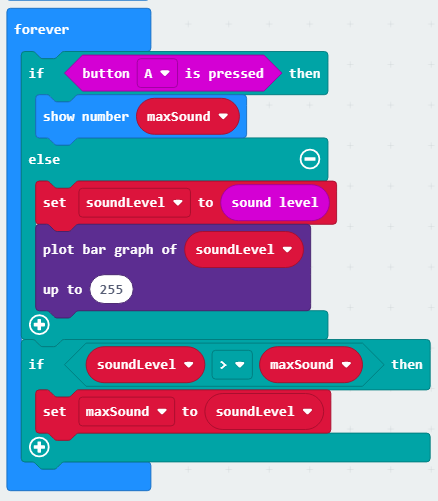 forever
if button A is pressed then
show number maxSound
else
set soundLevel to sound level
plot bar graph of soundLevel
up to 255
if soundLevel > maxSound then
set maxSound to soundLevel